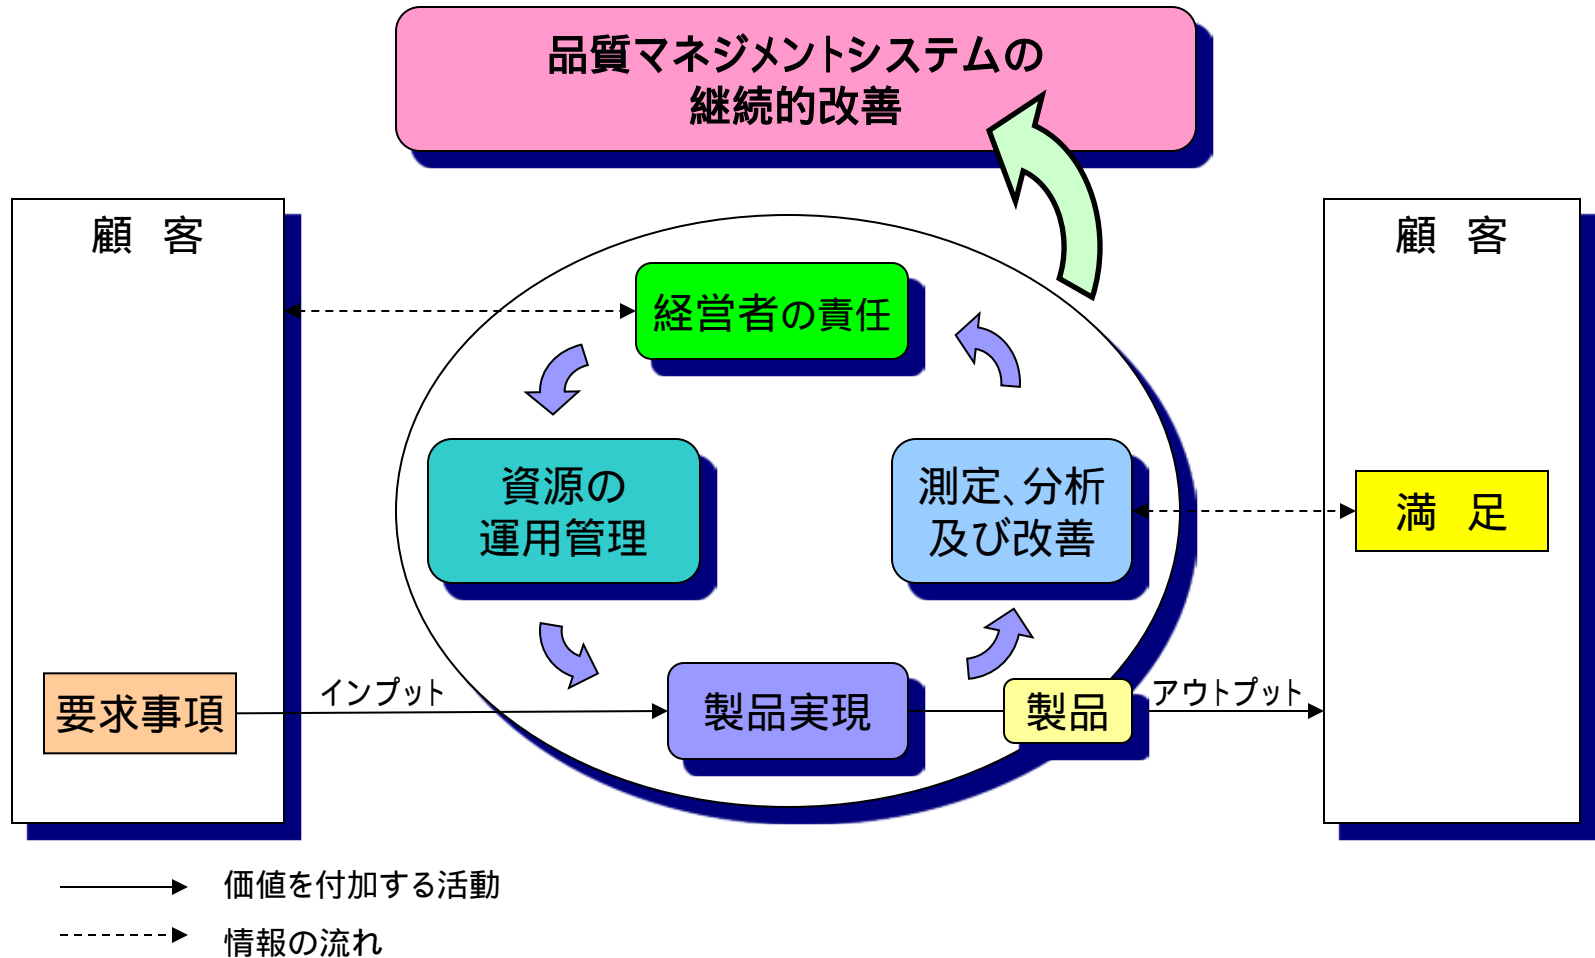 品質マネジメントシステムの
継続的改善
顧 客
顧 客
経営者の責任
資源の
運用管理
測定、分析
及び改善
満 足
要求事項
インプット
製品実現
製品
アウトプット
価値を付加する活動
情報の流れ